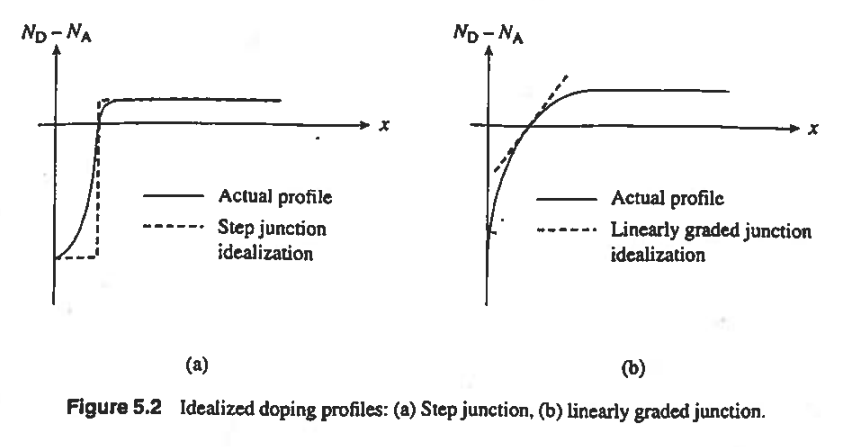 N_D – N_A
x
Actual profile
Step junction
idealization
(a)
N_D – N_A
x
Actual profile
Linearly graded junction
idealization
(b)
Figure 5.2 Idealized doping profiles: (a) Step junction, (b) linearly graded junction.